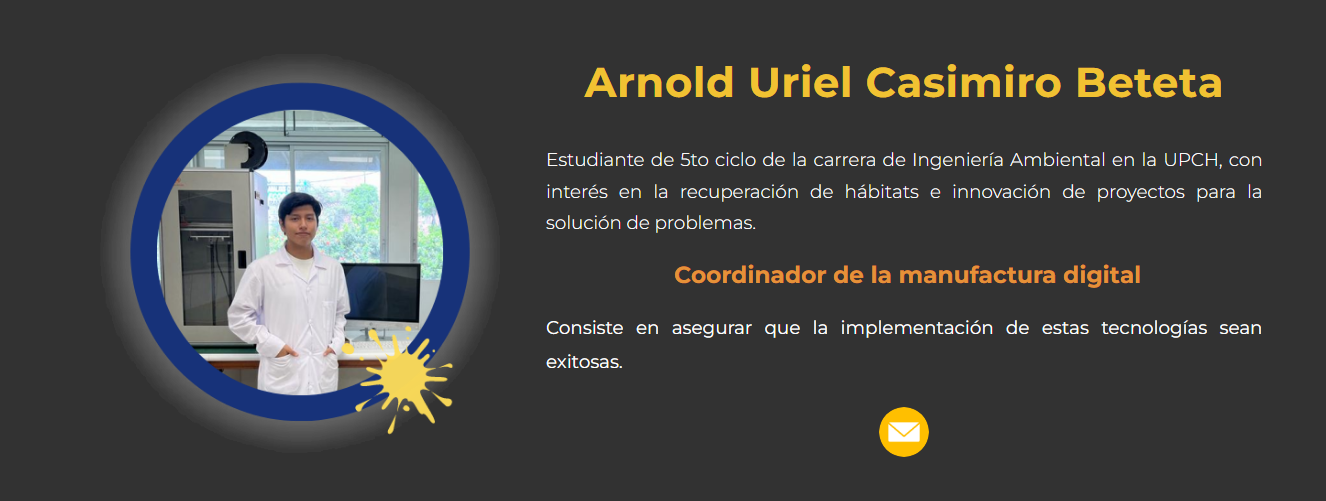 Arnold Uriel Casimiro Beteta
Estudiante de 5to ciclo de la carrera de Ingeniería Ambiental en la UPCH, con
interés en la recuperación de hábitats e innovación de proyectos para la
solución de problemas.
Coordinador de la manufactura digital
Consiste en asegurar que la implementación de estas tecnologías sean
exitosas.